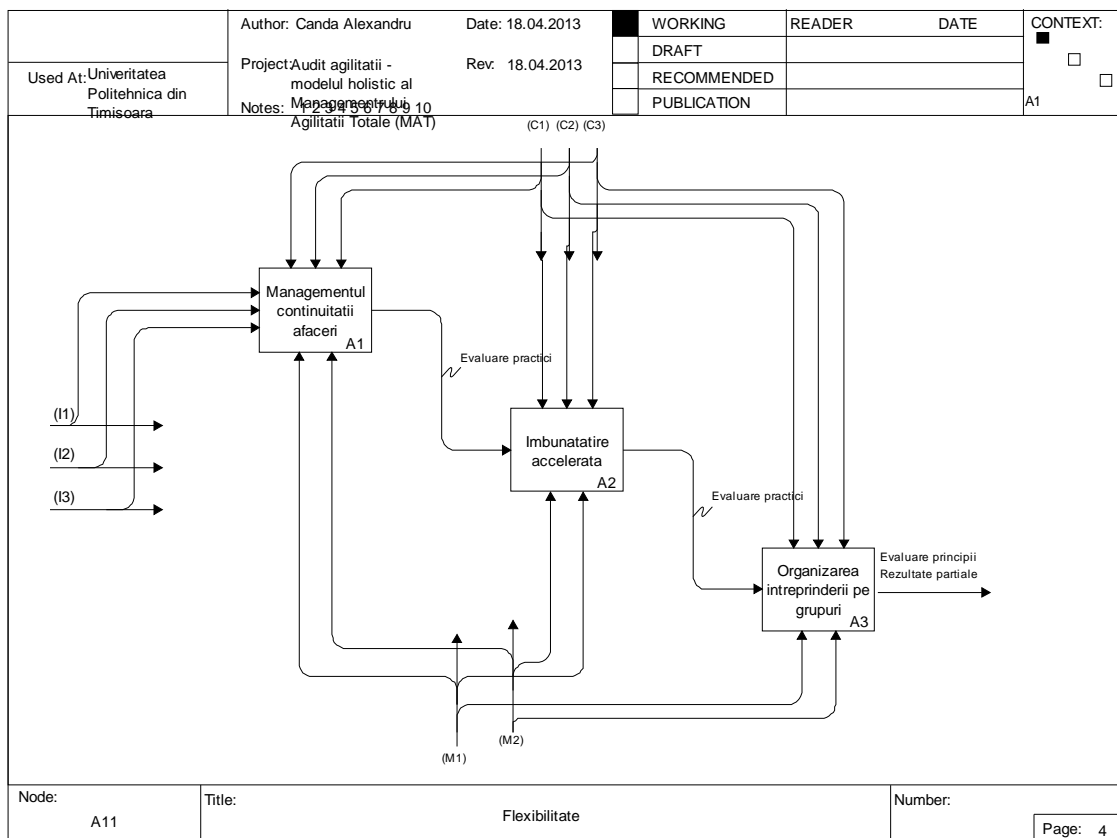 Used At: Univeritatea
Politehnica din
Timisoara
Author: Canda Alexandru
Date: 18.04.2013
Project: Audit agilitatii -
modelul holistic al
Managementului
Agilitatii Totale (MAT)
Rev: 18.04.2013
Notes: 1 2 3 4 5 6 7 8 9 10
WORKING
DRAFT
RECOMMENDED
PUBLICATION
READER
DATE
CONTEXT:
A1
(C1) (C2) (C3)
Managementul
continuitatii
afaceri
A1
Evaluare practici
(I1)
(I2)
(I3)
Imbunatatire
accelerata
A2
Evaluare practici
Organizarea
intreprinderii pe
grupuri
A3
Evaluare principii
Rezultate partiale
(M2)
(M1)
Node:
A11
Title:
Flexibilitate
Number:
Page: 4